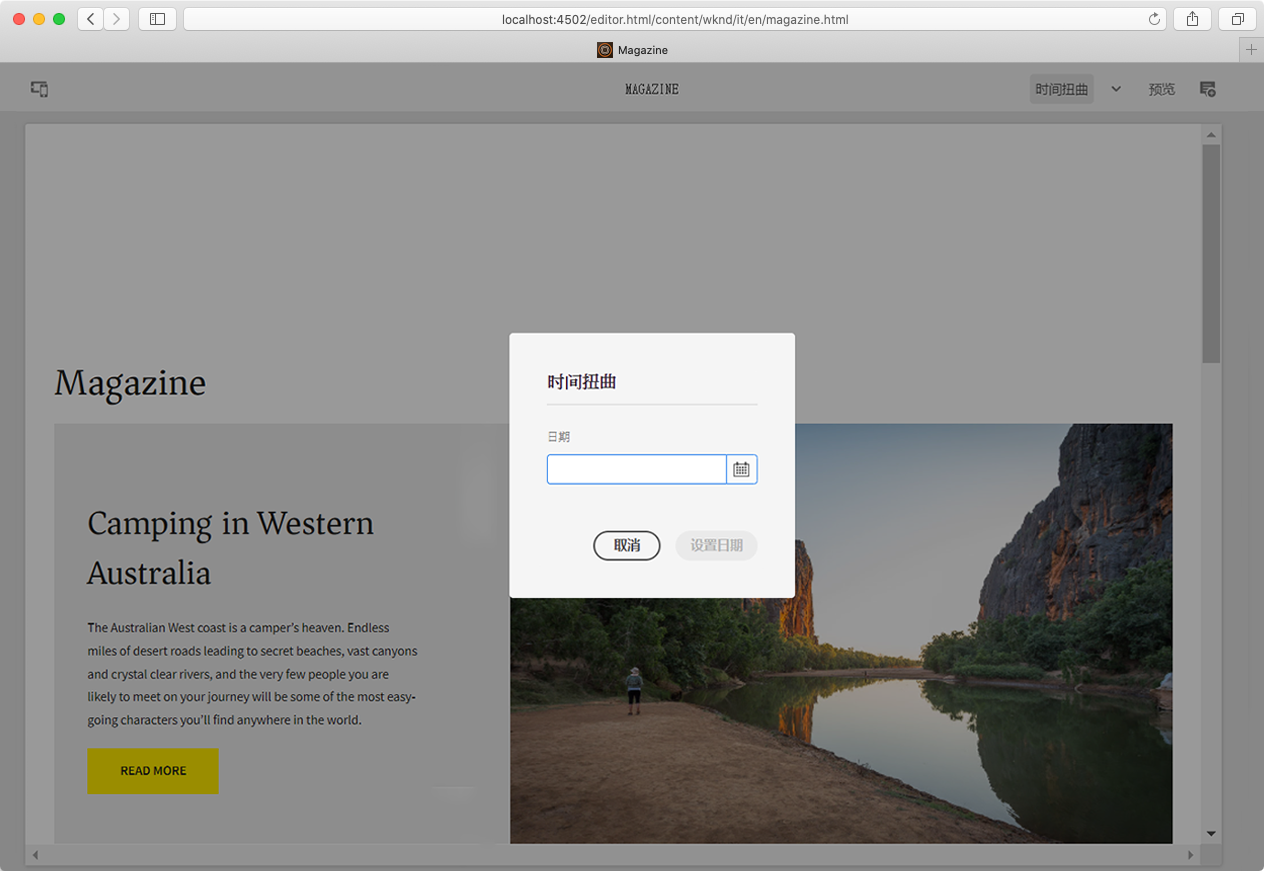 localhost:4502/editor.html/content/wknd/it/en/magazine.html
Magazine
MAGAZINE
时间扭曲
预览
Magazine
时间扭曲
日期
取消
设置日期
Camping in Western
Australia
The Australian West coast is a camper's heaven. Endless
miles of desert roads leading to secret beaches, vast canyons
and crystal clear rivers, and the very few people you are
likely to meet on your journey will be some of the most easy-
going characters you'll find anywhere in the world.
READ MORE